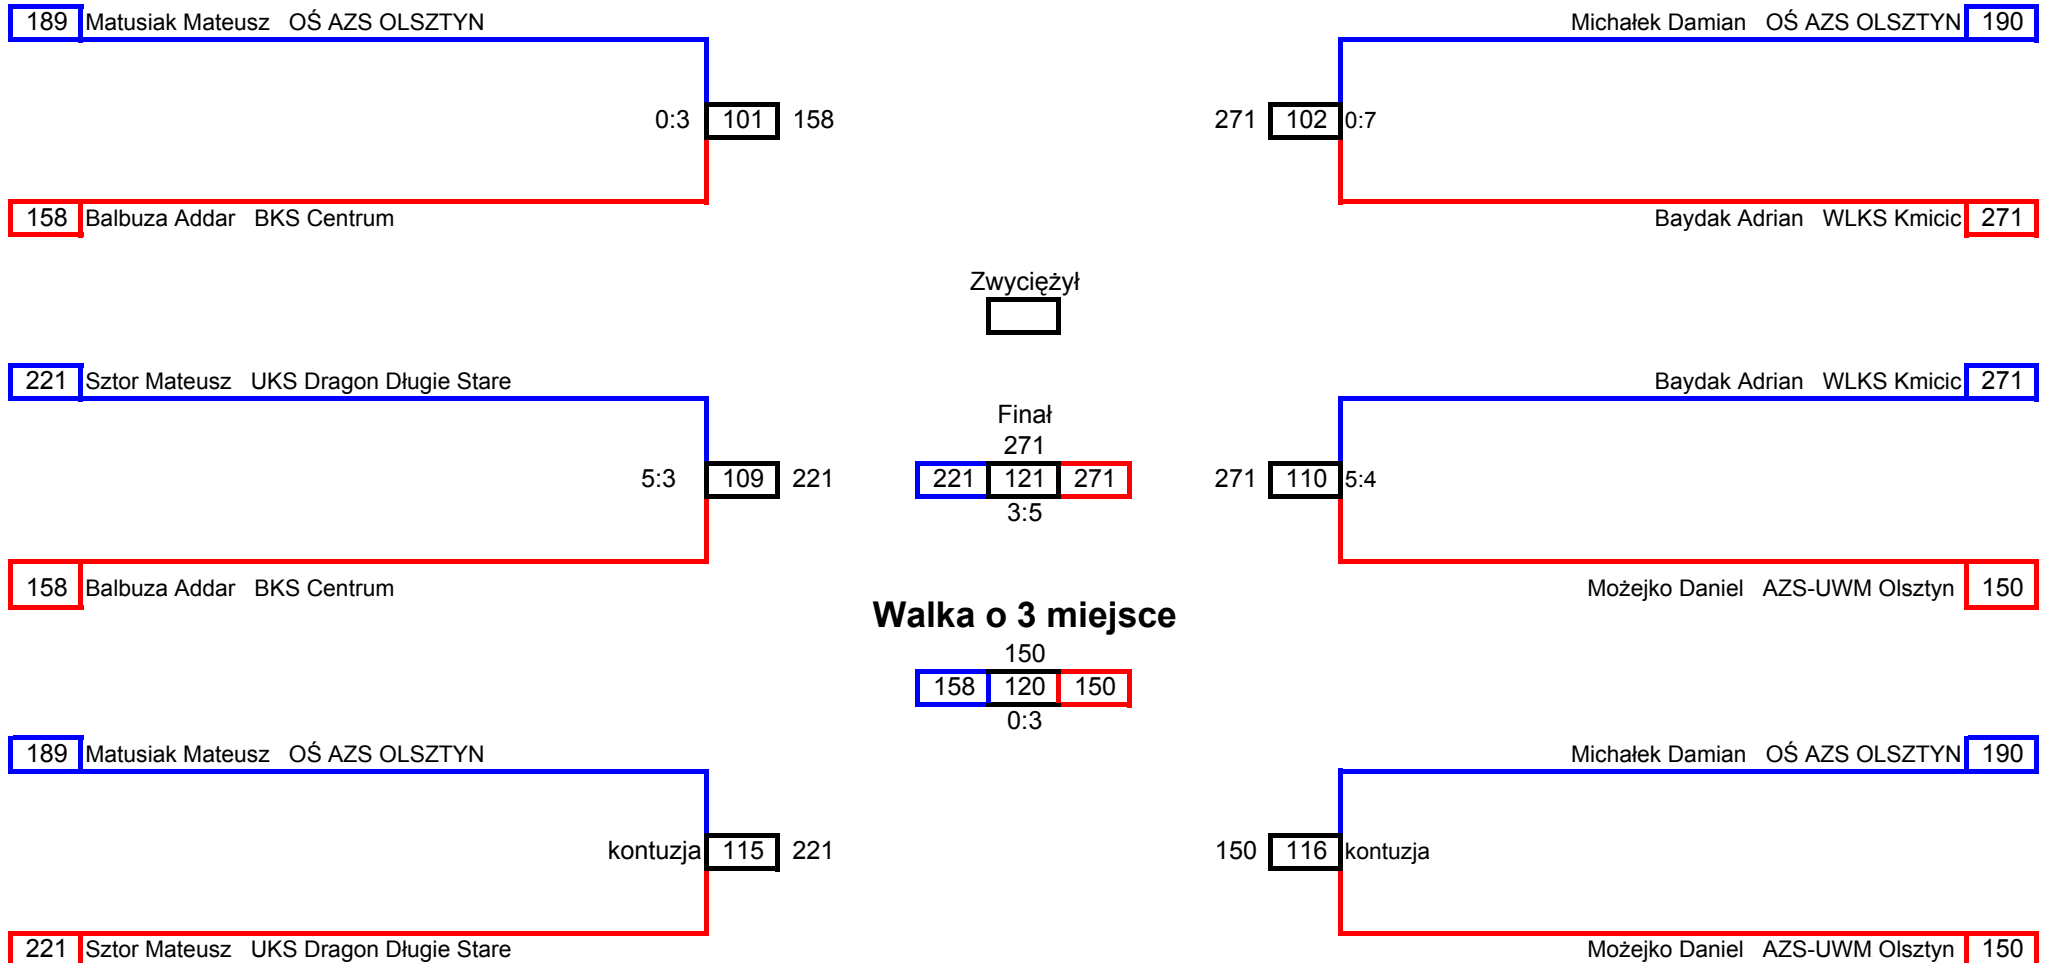 189 Matusiak Mateusz OŚ AZS OLSZTYN
Michałek Damian OŚ AZS OLSZTYN 190
0:3 101 158
271 102 0:7
158 Balbuza Addar BKS Centrum
Baydak Adrian WLKS Kmicic 271
Zwyciężył
221 Sztor Mateusz UKS Dragon Długie Stare
Baydak Adrian WLKS Kmicic 271
Finał
271
5:3 109 221
221 121 271
271 110 5:4
3:5
158 Balbuza Addar BKS Centrum
Możejko Daniel AZS-UWM Olsztyn 150
Walka o 3 miejsce
150
158 120 150
0:3
189 Matusiak Mateusz OŚ AZS OLSZTYN
Michałek Damian OŚ AZS OLSZTYN 190
kontuzja 115 221
150 116 kontuzja
221 Sztor Mateusz UKS Dragon Długie Stare
Możejko Daniel AZS-UWM Olsztyn 150